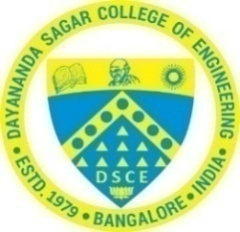 DAYANANDA SAGAR COLLEGE OF ENGINEERING
DSCE
• ESTD. 1979 • BANGALORE • INDIA •